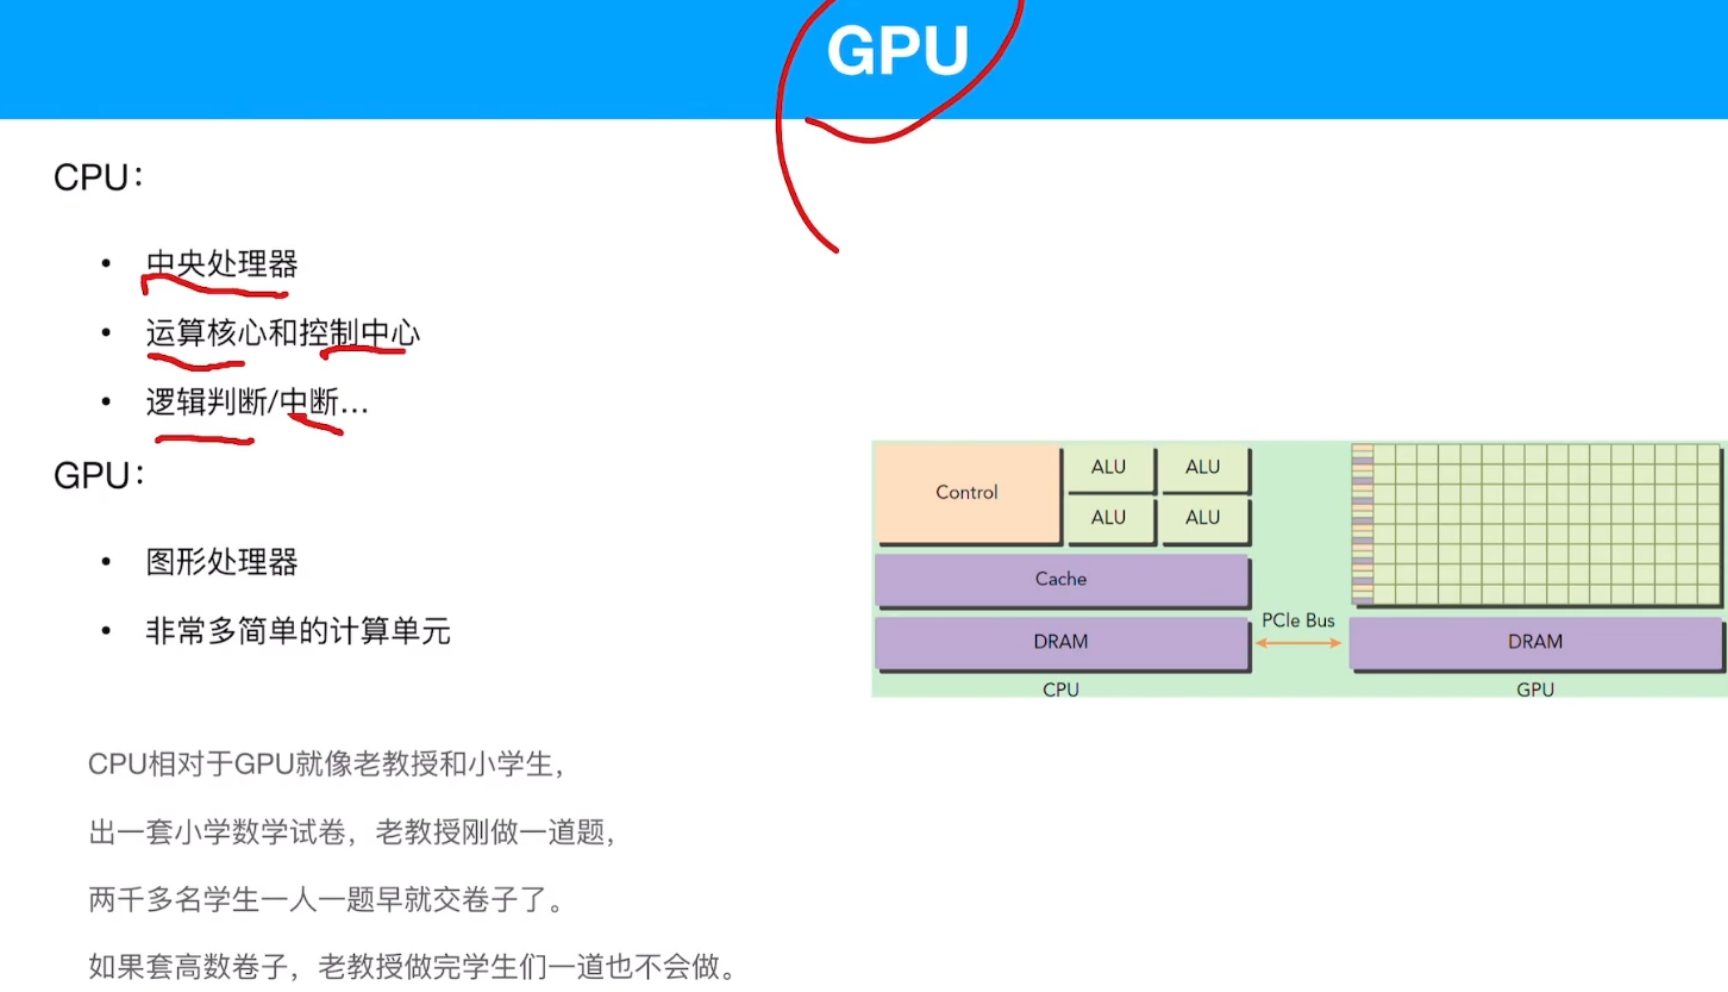 GPU
CPU：
• 中央处理器
• 运算核心和控制中心
• 逻辑判断/中断...
GPU：
• 图形处理器
• 非常多简单的计算单元
Control
ALU
ALU
ALU
ALU
Cache
DRAM
CPU
PCIe Bus
DRAM
GPU
CPU相对于GPU就像老教授和小学生，
出一套小学数学试卷，老教授刚做一道题，
两千多名学生一人一题早就交卷子了。
如果套高数卷子，老教授做完学生们一道也不会做。